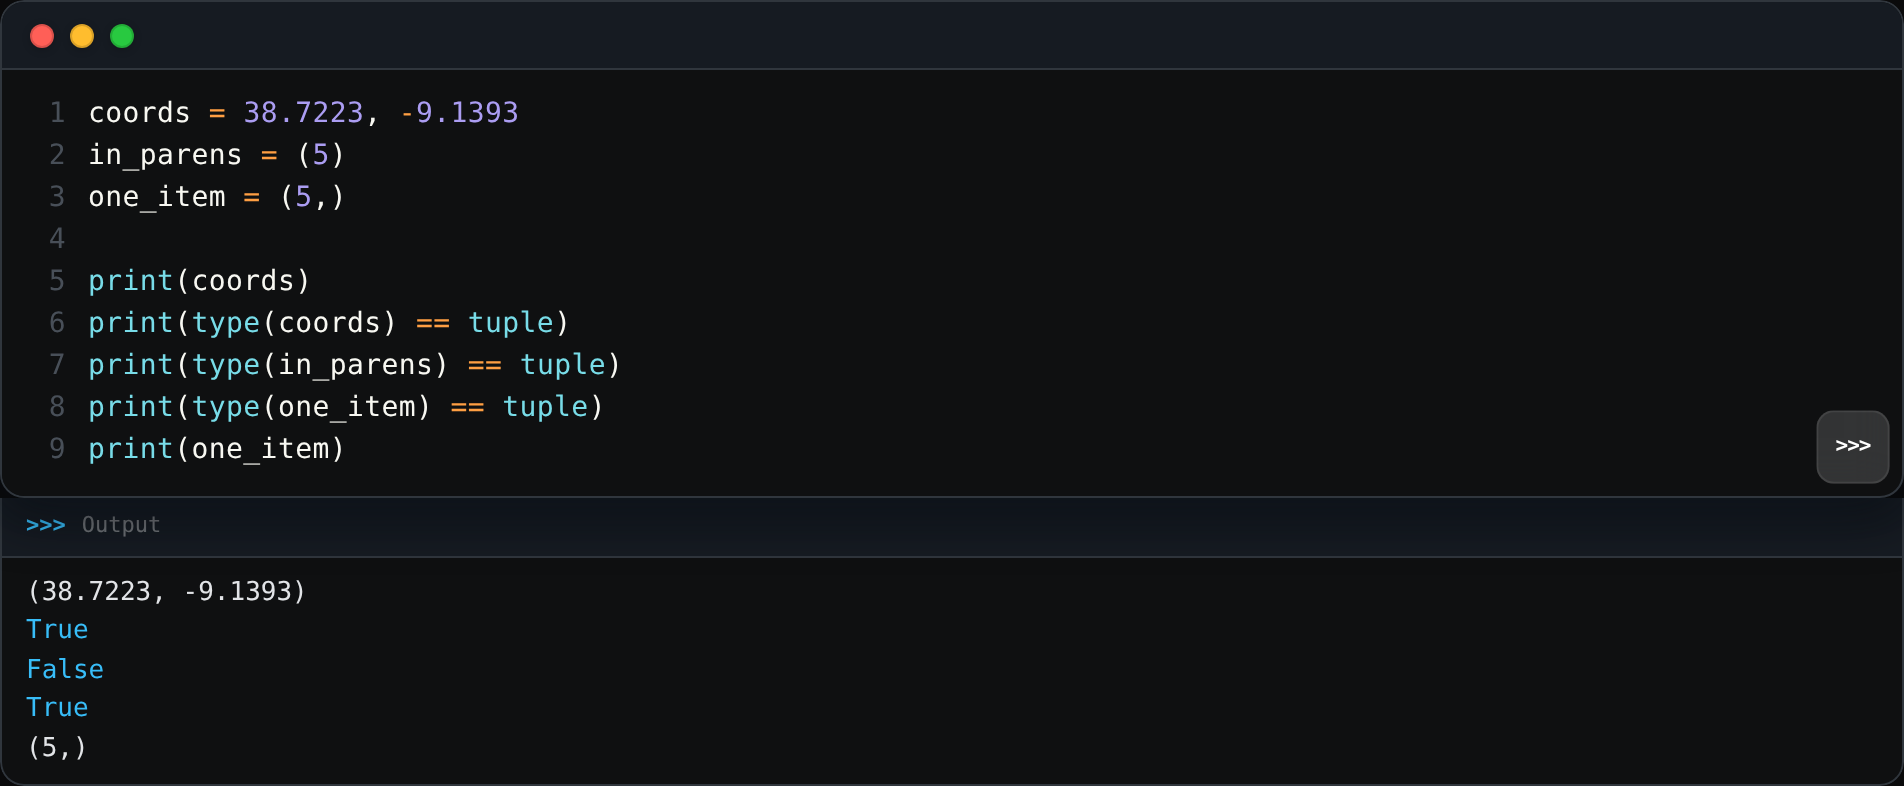 1 coords = 38.7223, -9.1393
2 in_parens = (5)
3 one_item = (5,)
4
5 print(coords)
6 print(type(coords) == tuple)
7 print(type(in_parens) == tuple)
8 print(type(one_item) == tuple)
9 print(one_item)
>>>
>>> Output
(38.7223, -9.1393)
True
False
True
(5,)